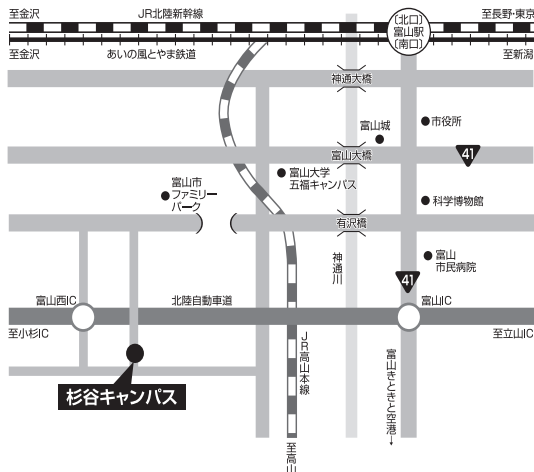 至金沢
JR北陸新幹線
至長野・東京
〔北口〕
富山駅
〔南口〕
至金沢
あいの風とやま鉄道
至新潟
神通大橋
富山城
市役所
富山大橋
41
富山大学
五福キャンパス
富山市
ファミリー
パーク
科学博物館
有沢橋
神通川
富山
市民病院
41
富山西IC
北陸自動車道
富山IC
至小杉IC
至立山IC
JR高山本線
富山きときと空港→
杉谷キャンパス
至高山